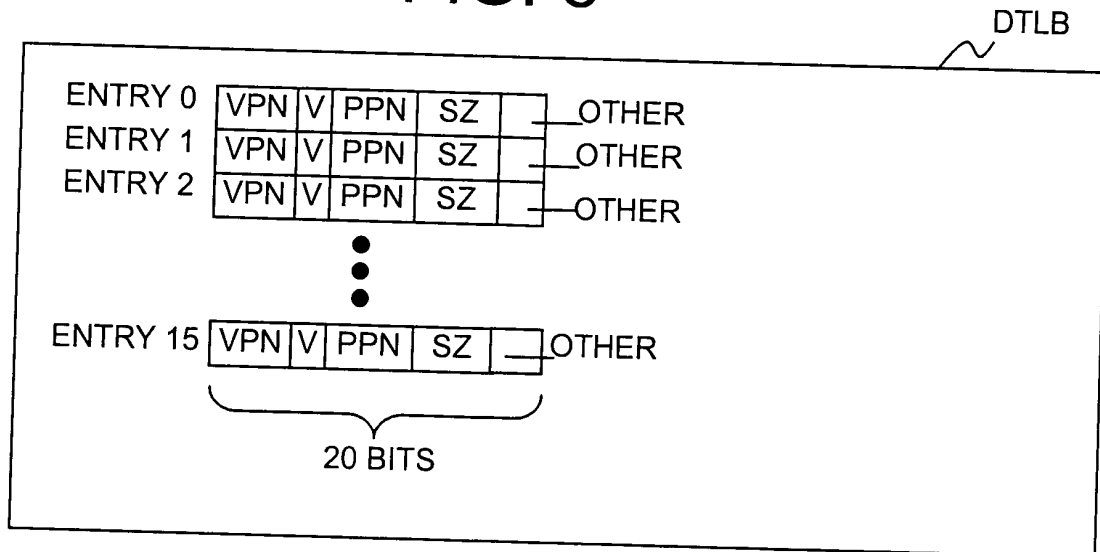 DTLB
ENTRY 0 VPN V PPN SZ OTHER
ENTRY 1 VPN V PPN SZ OTHER
ENTRY 2 VPN V PPN SZ OTHER
ENTRY 15 VPN V PPN SZ OTHER
20 BITS